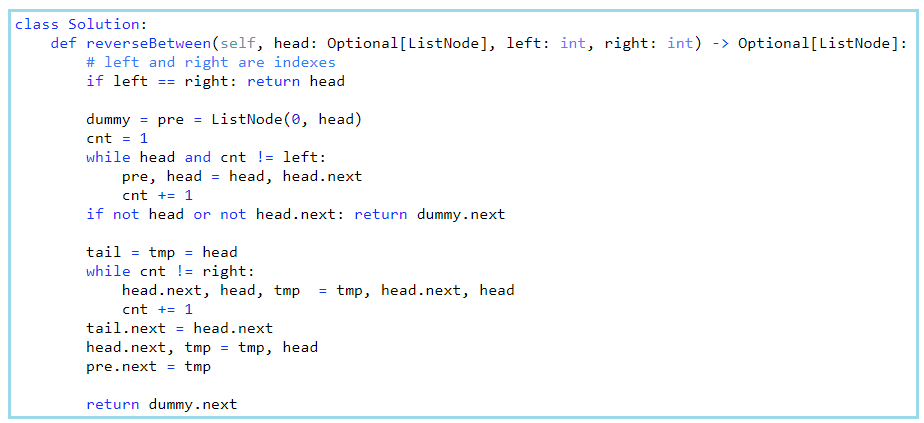 class Solution:
    def reverseBetween(self, head: Optional[ListNode], left: int, right: int) -> Optional[ListNode]:
        # left and right are indexes
        if left == right: return head

        dummy = pre = ListNode(0, head)
        cnt = 1
        while head and cnt != left:
            pre, head = head, head.next
            cnt += 1
        if not head or not head.next: return dummy.next

        tail = tmp = head
        while cnt != right:
            head.next, head, tmp  = tmp, head.next, head
            cnt += 1
        tail.next = head.next
        head.next, tmp = tmp, head
        pre.next = tmp

        return dummy.next